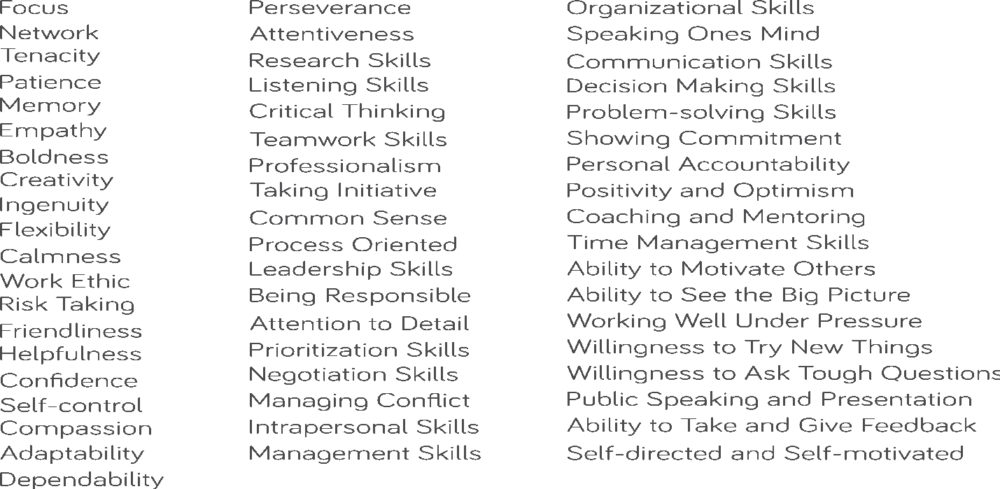 Focus
Network
Tenacity
Patience
Memory
Empathy
Boldness
Creativity
Ingenuity
Flexibility
Calmness
Work Ethic
Risk Taking
Friendliness
Helpfulness
Confidence
Self-control
Compassion
Adaptability
Dependability
Perseverance
Attentiveness
Research Skills
Listening Skills
Critical Thinking
Teamwork Skills
Professionalism
Taking Initiative
Common Sense
Process Oriented
Leadership Skills
Being Responsible
Attention to Detail
Prioritization Skills
Negotiation Skills
Managing Conflict
Intrapersonal Skills
Management Skills
Organizational Skills
Speaking Ones Mind
Communication Skills
Decision Making Skills
Problem-solving Skills
Showing Commitment
Personal Accountability
Positivity and Optimism
Coaching and Mentoring
Time Management Skills
Ability to Motivate Others
Ability to See the Big Picture
Working Well Under Pressure
Willingness to Try New Things
Willingness to Ask Tough Questions
Public Speaking and Presentation
Ability to Take and Give Feedback
Self-directed and Self-motivated